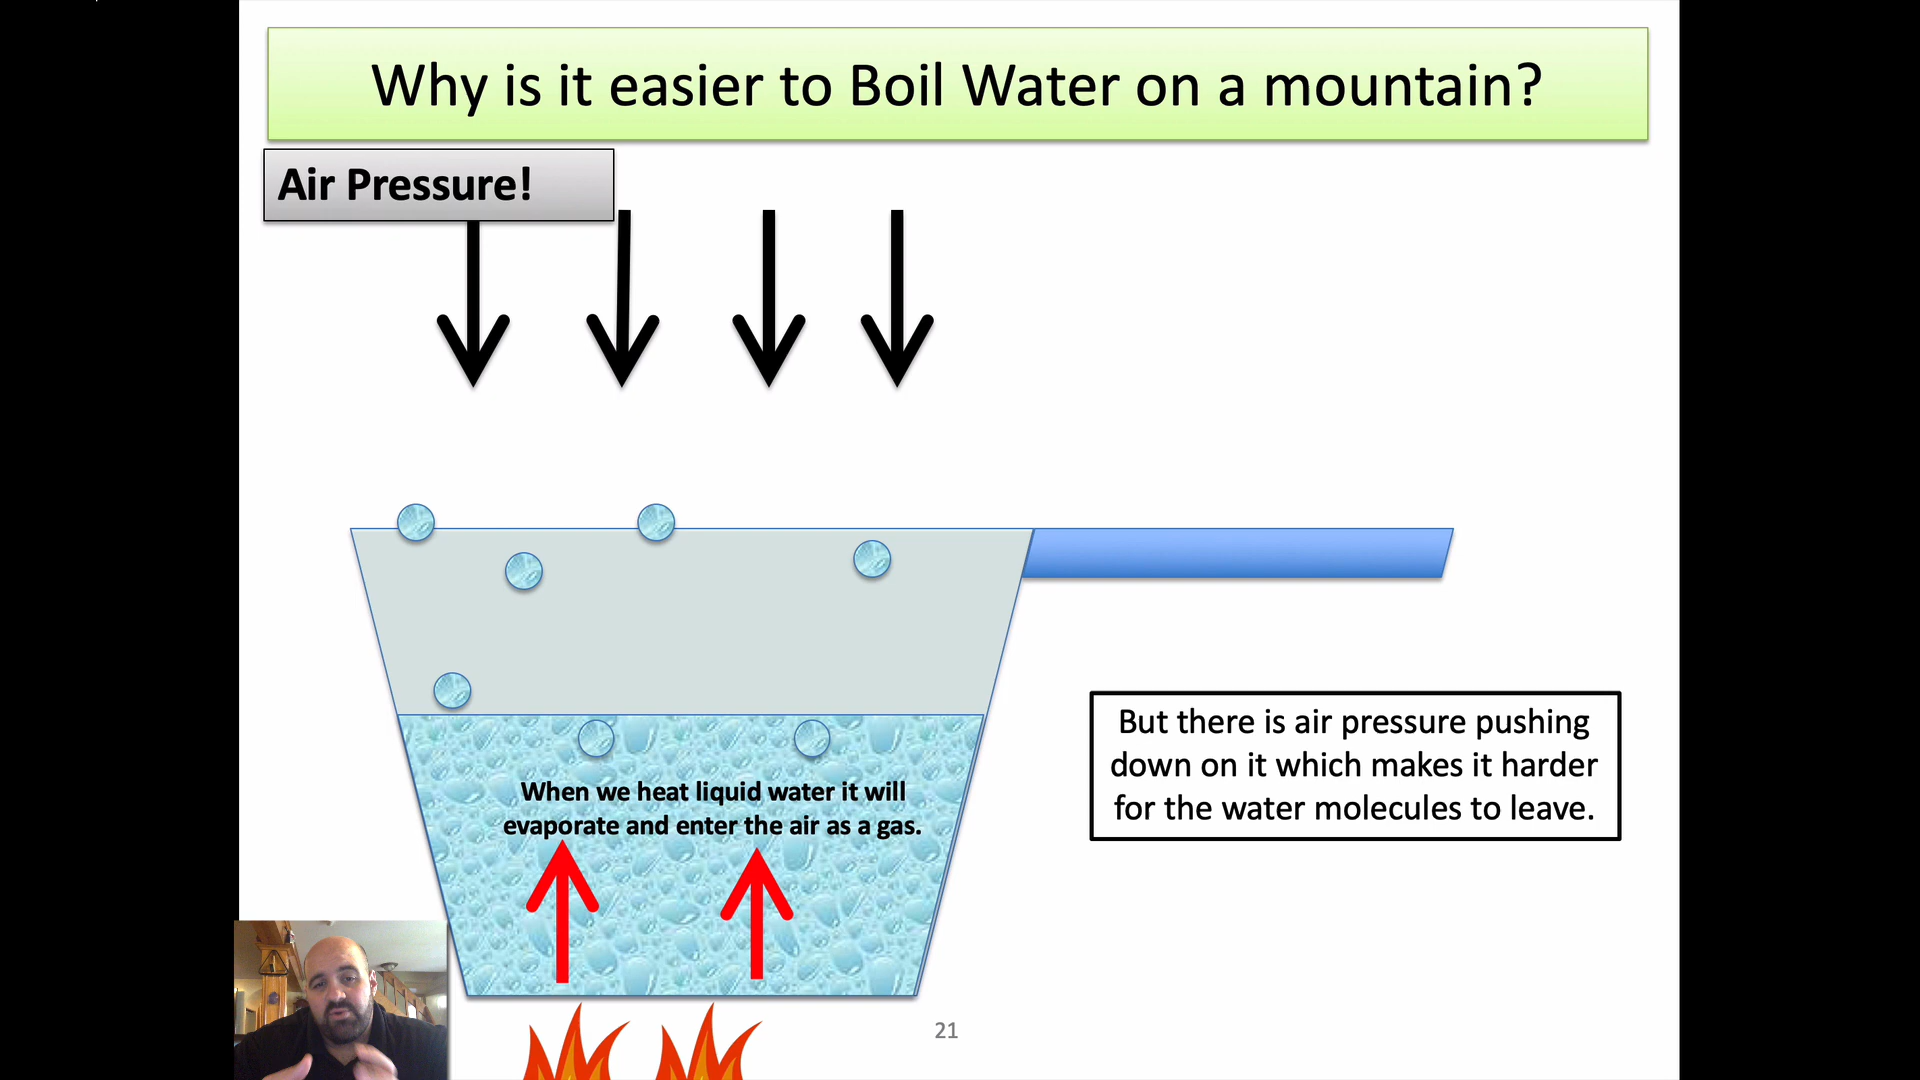 Why is it easier to Boil Water on a mountain?
Air Pressure!
But there is air pressure pushing
down on it which makes it harder
for the water molecules to leave.
When we heat liquid water it will
evaporate and enter the air as a gas.
21